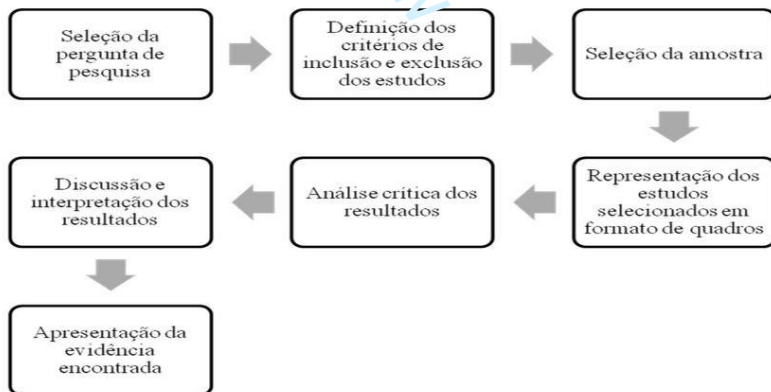 Seleção da
pergunta de
pesquisa
Definição dos
critérios de
inclusão e exclusão
dos estudos
Seleção da amostra
Representação dos
estudos
selecionados em
formato de quadros
Análise crítica dos
resultados
Discussão e
interpretação dos
resultados
Apresentação da
evidência
encontrada